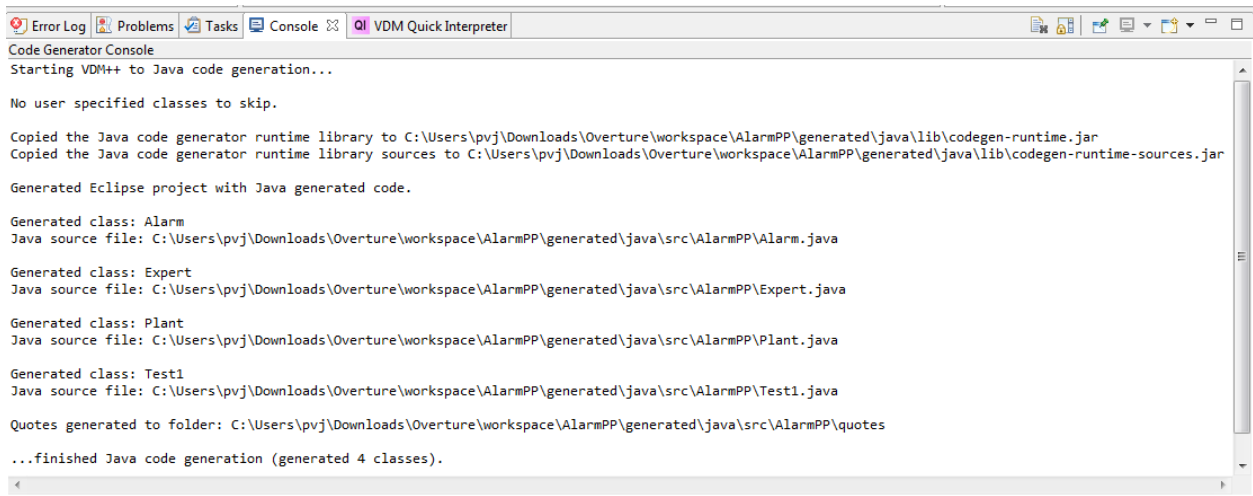 Error Log Problems Tasks Console QI VDM Quick Interpreter
Code Generator Console
Starting VDM++ to Java code generation...
No user specified classes to skip.
Copied the Java code generator runtime library to C:\Users\pvj\Downloads\Overture\workspace\AlarmPP\generated\java\lib\codegen-runtime.jar
Copied the Java code generator runtime library sources to C:\Users\pvj\Downloads\Overture\workspace\AlarmPP\generated\java\lib\codegen-runtime-sources.jar
Generated Eclipse project with Java generated code.
Generated class: Alarm
Java source file: C:\Users\pvj\Downloads\Overture\workspace\AlarmPP\generated\java\src\AlarmPP\Alarm.java
Generated class: Expert
Java source file: C:\Users\pvj\Downloads\Overture\workspace\AlarmPP\generated\java\src\AlarmPP\Expert.java
Generated class: Plant
Java source file: C:\Users\pvj\Downloads\Overture\workspace\AlarmPP\generated\java\src\AlarmPP\Plant.java
Generated class: Test1
Java source file: C:\Users\pvj\Downloads\Overture\workspace\AlarmPP\generated\java\src\AlarmPP\Test1.java
Quotes generated to folder: C:\Users\pvj\Downloads\Overture\workspace\AlarmPP\generated\java\src\AlarmPP\quotes
...finished Java code generation (generated 4 classes).